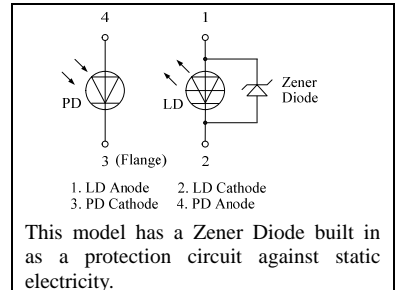 4 1
PD LD Zener
Diode
3 (Flange) 2
1. LD Anode 2. LD Cathode
3. PD Cathode 4. PD Anode
This model has a Zener Diode built in
as a protection circuit against static
electricity.